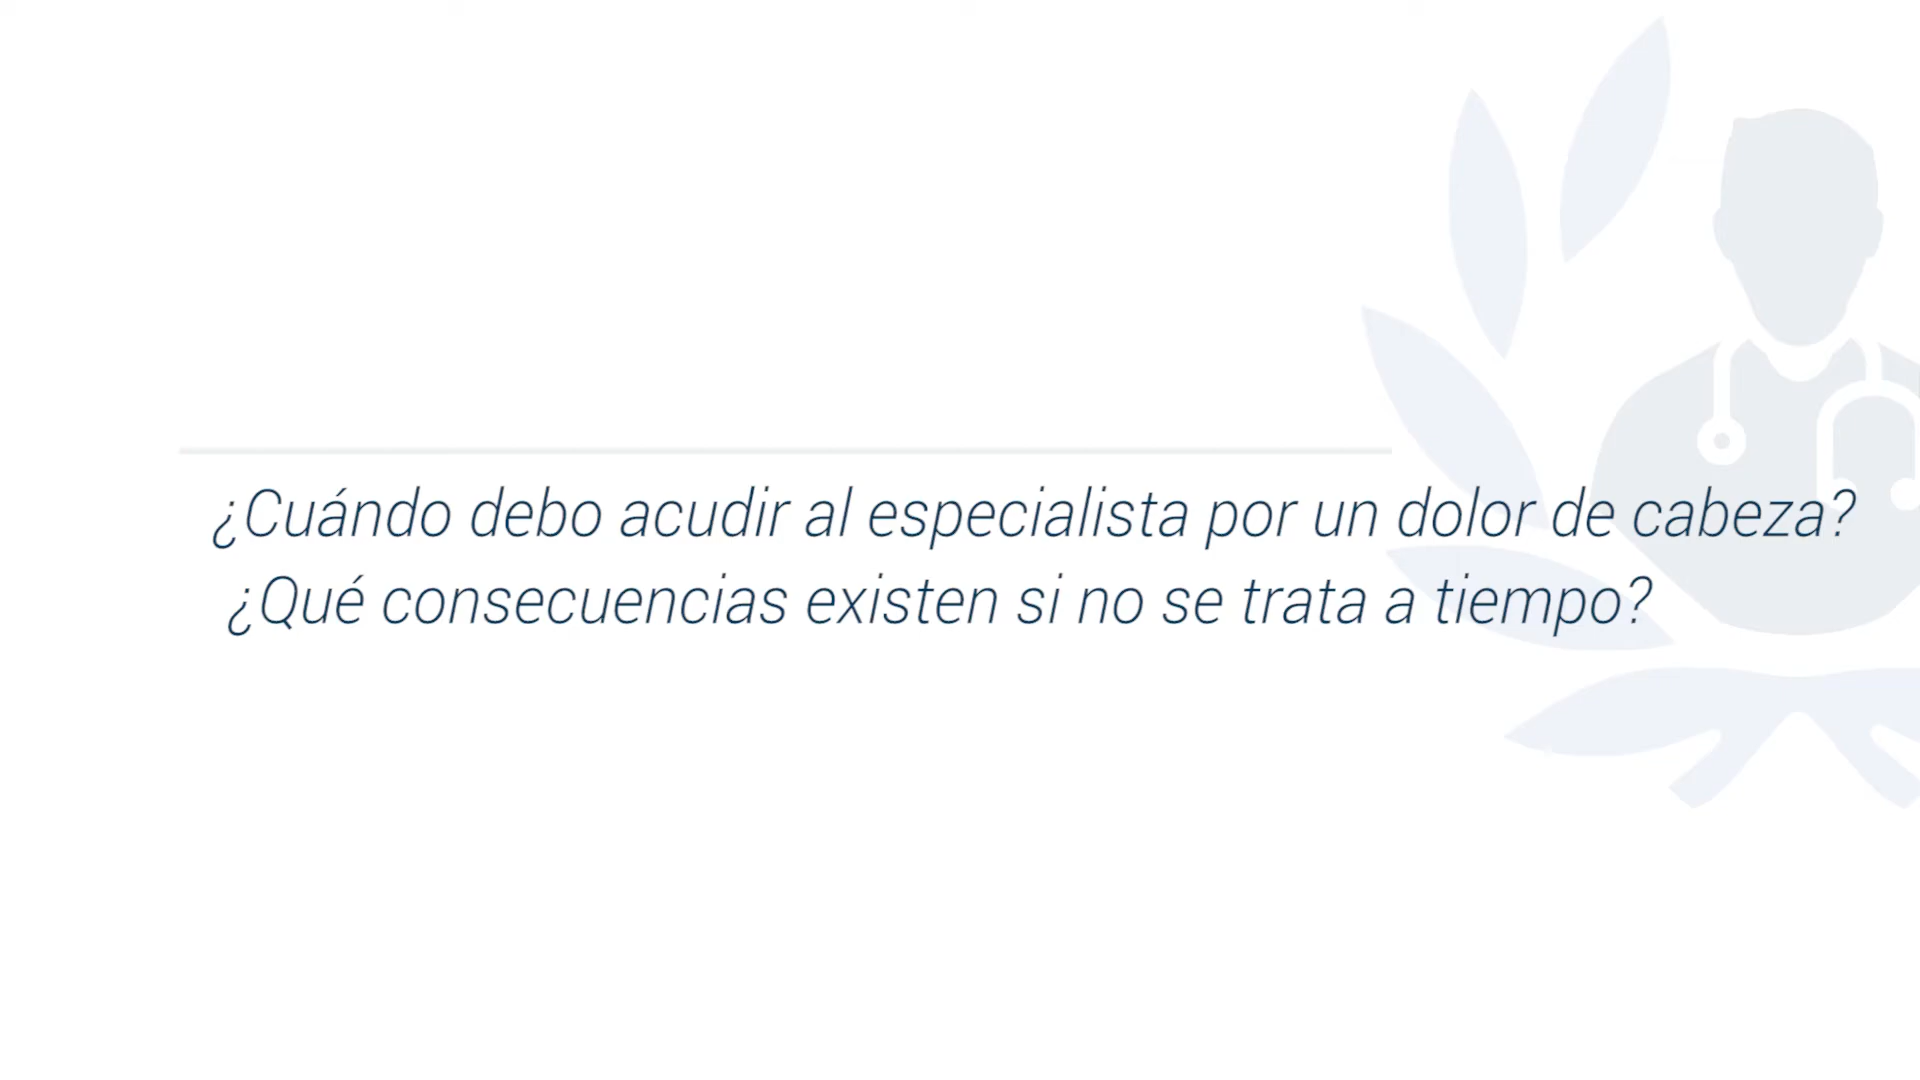 ¿Cuándo debo acudir al especialista por un dolor de cabeza?
¿Qué consecuencias existen si no se trata a tiempo?